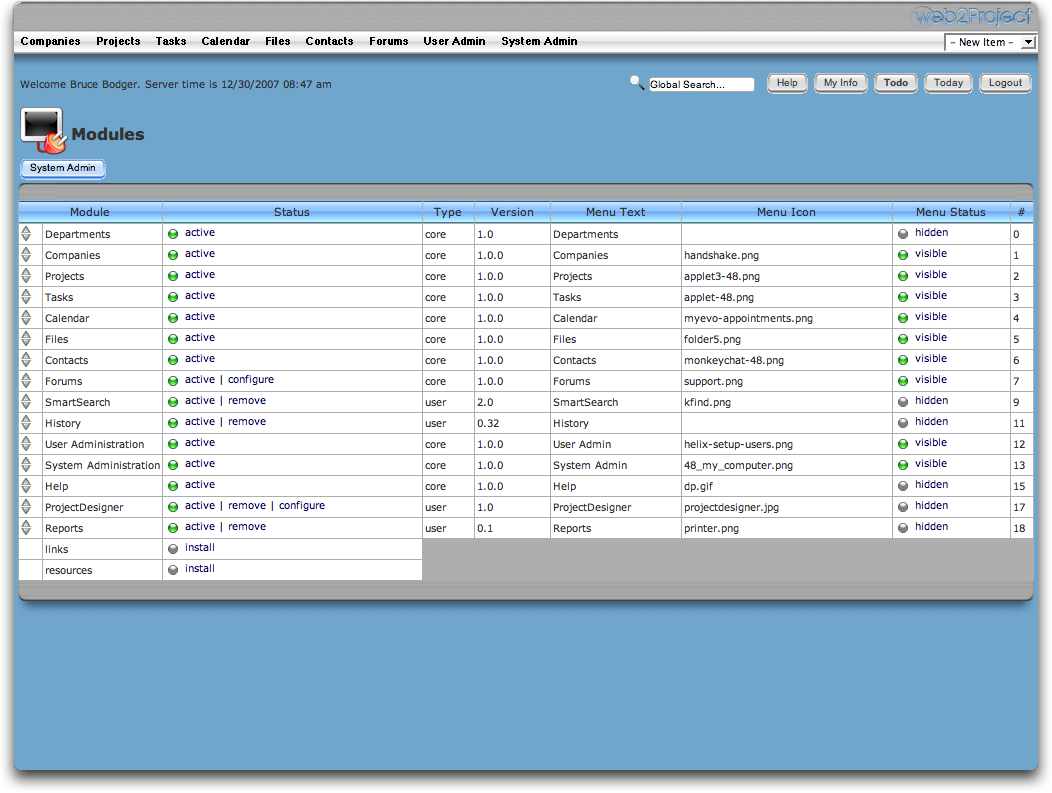 web2Project
Companies Projects Tasks Calendar Files Contacts Forums User Admin System Admin - New Item -
Welcome Bruce Bodger. Server time is 12/30/2007 08:47 am Global Search... Help My Info Todo Today Logout
Modules
System Admin
Module Status Type Version Menu Text Menu Icon Menu Status #
Departments active core 1.0 Departments hidden 0
Companies active core 1.0.0 Companies handshake.png visible 1
Projects active core 1.0.0 Projects applet3-48.png visible 2
Tasks active core 1.0.0 Tasks applet-48.png visible 3
Calendar active core 1.0.0 Calendar myevo-appointments.png visible 4
Files active core 1.0.0 Files folder5.png visible 5
Contacts active core 1.0.0 Contacts monkeychat-48.png visible 6
Forums active | configure core 1.0.0 Forums support.png visible 7
SmartSearch active | remove user 2.0 SmartSearch kfind.png hidden 9
History active | remove user 0.32 History hidden 11
User Administration active core 1.0.0 User Admin helix-setup-users.png visible 12
System Administration active core 1.0.0 System Admin 48_my_computer.png visible 13
Help active core 1.0.0 Help dp.gif hidden 15
ProjectDesigner active | remove | configure user 1.0 ProjectDesigner projectdesigner.jpg hidden 17
Reports active | remove user 0.1 Reports printer.png hidden 18
links install
resources install